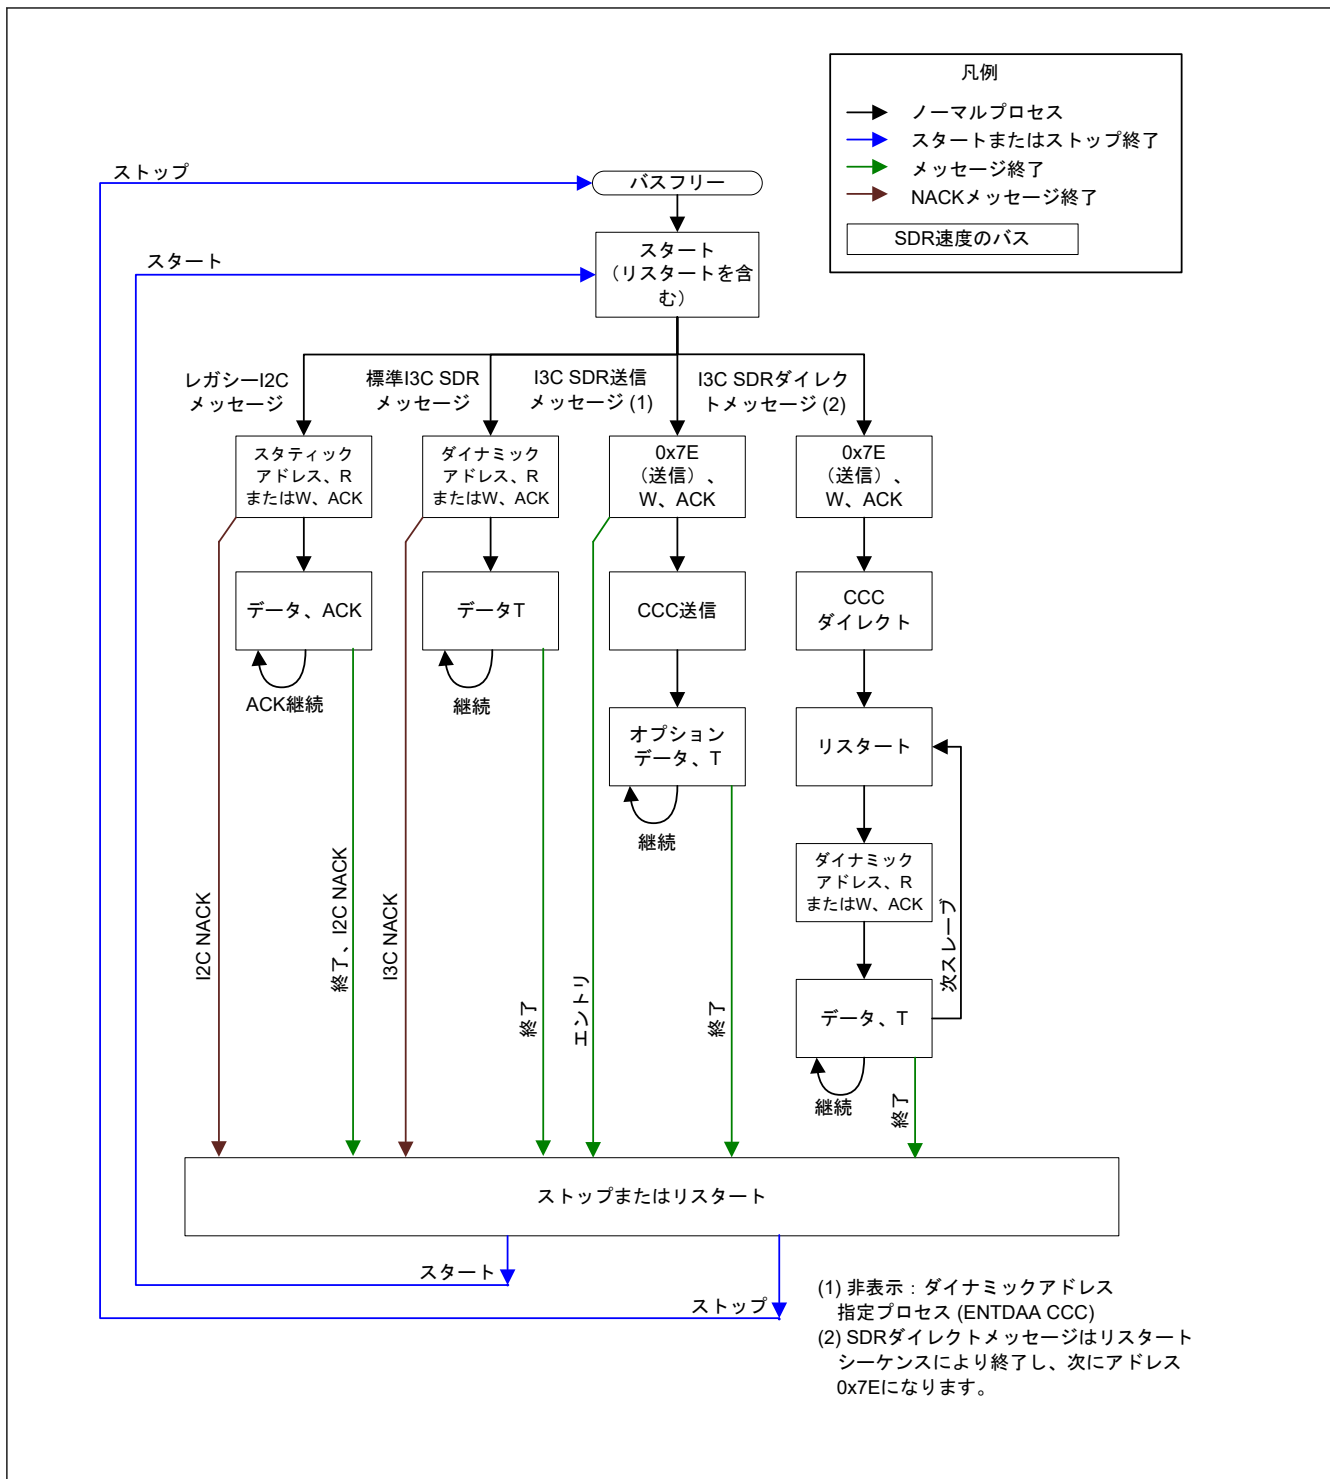 凡例
ノーマルプロセス
スタートまたはストップ終了
メッセージ終了
NACKメッセージ終了
SDR速度のバス
ストップ
バスフリー
スタート
スタート
（リスタートを含
む）
レガシーI2C
メッセージ
標準I3C SDR
メッセージ
I3C SDR送信
メッセージ (1)
I3C SDRダイレク
トメッセージ (2)
スタティック
アドレス、R
またはW、ACK
ダイナミック
アドレス、R
またはW、ACK
0x7E
（送信）、
W、ACK
0x7E
（送信）、
W、ACK
データ、ACK
データT
CCC送信
CCC
ダイレクト
ACK継続
継続
オプション
データ、T
リスタート
継続
ダイナミック
アドレス、R
またはW、ACK
次スレーブ
I2C NACK
終了、I2C NACK
I3C NACK
終了
エントリ
終了
データ、T
継続
終了
ストップまたはリスタート
スタート
ストップ
(1) 非表示：ダイナミックアドレス
指定プロセス (ENTDAA CCC)
(2) SDRダイレクトメッセージはリスタート
シーケンスにより終了し、次にアドレス
0x7Eになります。